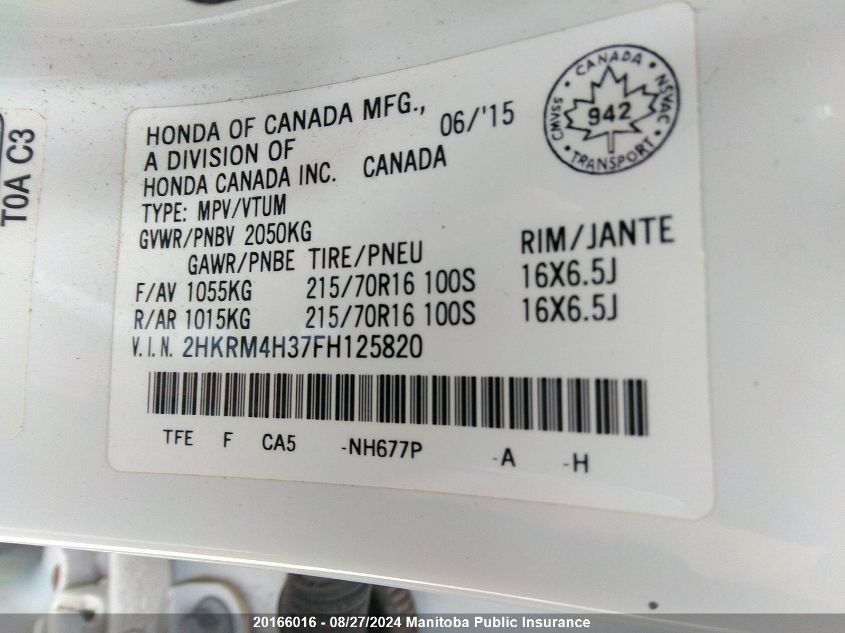 T0A C3
HONDA OF CANADA MFG., 06/'15
A DIVISION OF
HONDA CANADA INC. CANADA
TYPE: MPV/VTUM
GVWR/PNBV 2050KG
GAWR/PNBE TIRE/PNEU RIM/JANTE
F/AV 1055KG 215/70R16 100S 16X6.5J
R/AR 1015KG 215/70R16 100S 16X6.5J
V.I.N. 2HKRM4H37FH125820
TFE F CA5 -NH677P -A -H
CANADA
NSVAC
942
CMVSS
TRANSPORT
20166016 - 08/27/2024 Manitoba Public Insurance